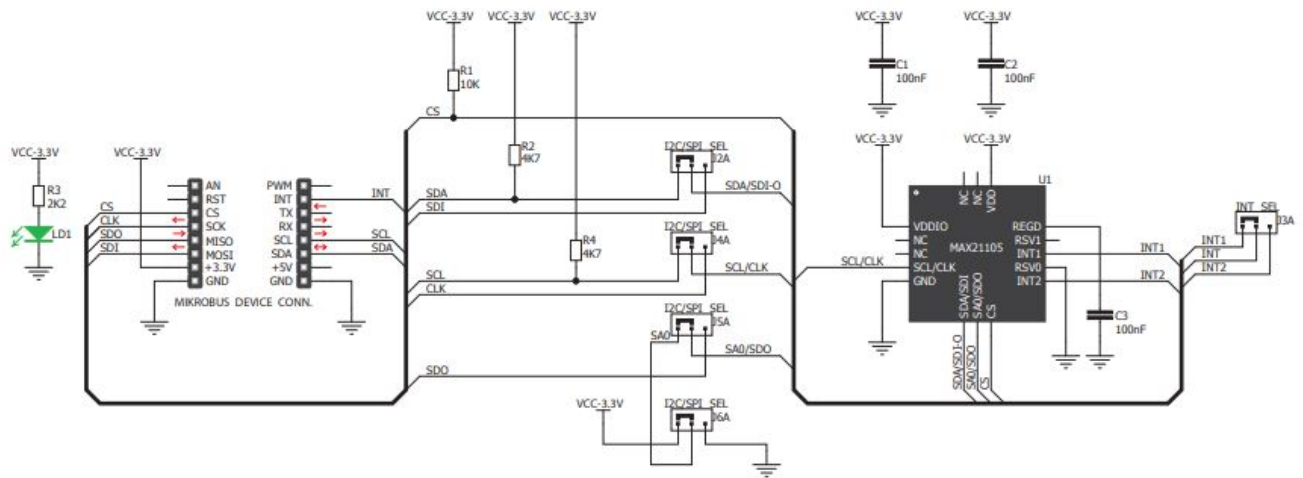 VCC-3.3V
VCC-3.3V
VCC-3.3V
VCC-3.3V
VCC-3.3V
R1
10K
C1
100nF
C2
100nF
CS
R2
4K7
I2C/SPI SEL
J2A
VCC-3.3V
VCC-3.3V
VCC-3.3V
VCC-3.3V
R3
2K2
LD1
AN
RST
CS
SCK
MISO
MOSI
+3.3V
GND
PWM
INT
TX
RX
SCL
SDA
+5V
GND
MIKROBUS DEVICE CONN.
CS
CLK
SDO
SDI
INT
SCL
SDA
SDA
SDI
SDA/SDI-O
R4
4K7
I2C/SPI SEL
J4A
SCL
CLK
SCL/CLK
I2C/SPI SEL
J5A
SA0
SA0/SDO
SDO
I2C/SPI SEL
J6A
VCC-3.3V
SCL/CLK
U1
NC
NC
VDD
VDDIO
NC
NC
SCL/CLK
GND
MAX21105
REGD
RSV1
INT1
RSV0
INT2
SDA/SDI
SA0/SDO
CS
SDA/SDI-O
SA0/SDO
CS
C3
100nF
INT1
INT2
INT SEL
J3A
INT1
INT
INT2